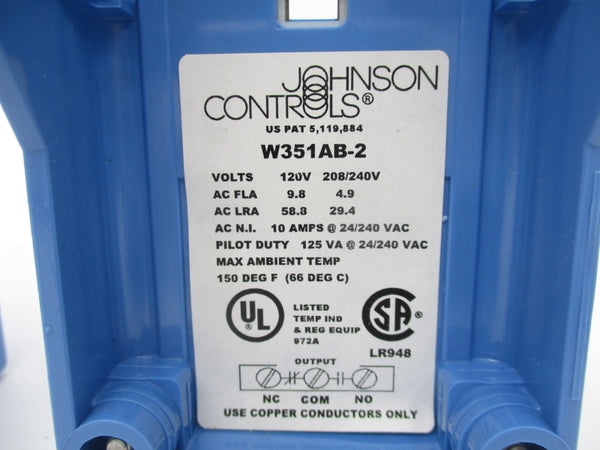 JOHNSON
CONTROLS®
US PAT 5,119,884
W351AB-2
VOLTS 120V 208/240V
AC FLA 9.8 4.9
AC LRA 58.8 29.4
AC N.I. 10 AMPS @ 24/240 VAC
PILOT DUTY 125 VA @ 24/240 VAC
MAX AMBIENT TEMP
150 DEG F (66 DEG C)
UL
LISTED
TEMP IND
& REG EQUIP
972A
SA
LR948
OUTPUT
NC COM NO
USE COPPER CONDUCTORS ONLY